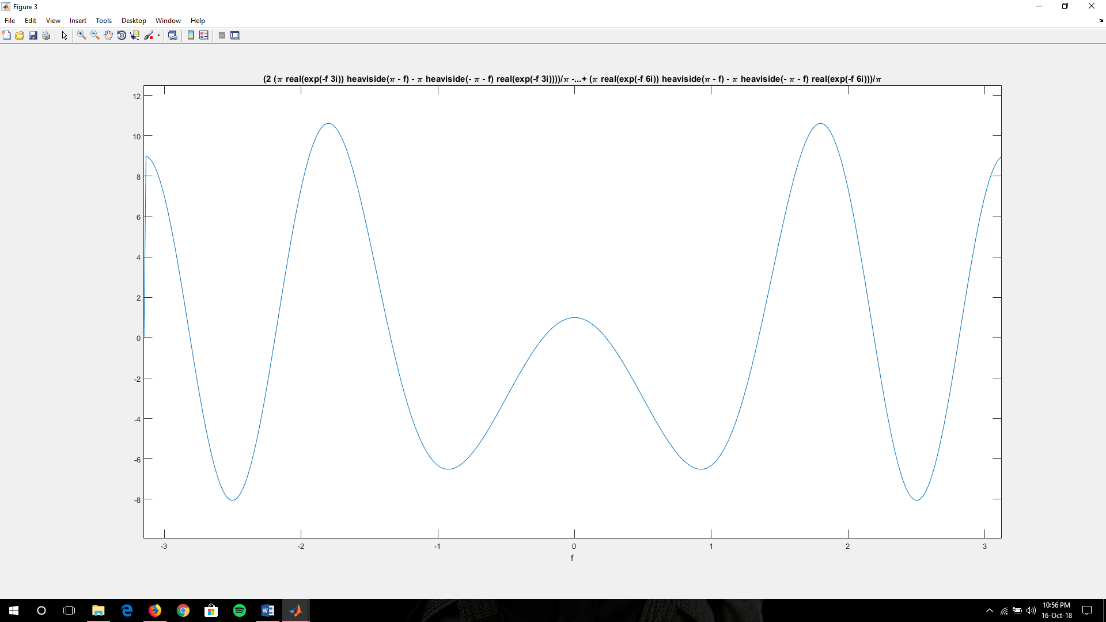 Figure 3
File Edit View Insert Tools Desktop Window Help
(2 (π real(exp(-f 3i)) heaviside(π - f) - π heaviside(- π - f) real(exp(-f 3i))))/π -...+ (π real(exp(-f 6i)) heaviside(π - f) - π heaviside(- π - f) real(exp(-f 6i)))/π
12
10
8
6
4
2
0
-2
-4
-6
-8
-3 -2 -1 0 1 2 3
f
10:56 PM
16-Oct-18